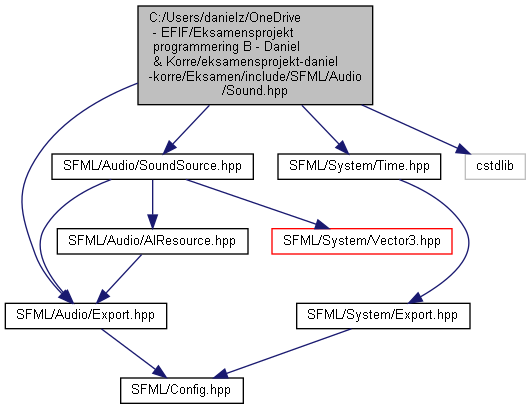 C:/Users/danielz/OneDrive
- EFIF/Eksamensprojekt
programmering B - Daniel
& Korre/eksamensprojekt-daniel
-korre/Eksamen/include/SFML/Audio
/Sound.hpp
SFML/Audio/SoundSource.hpp
SFML/System/Time.hpp
cstdlib
SFML/Audio/AlResource.hpp
SFML/System/Vector3.hpp
SFML/Audio/Export.hpp
SFML/System/Export.hpp
SFML/Config.hpp